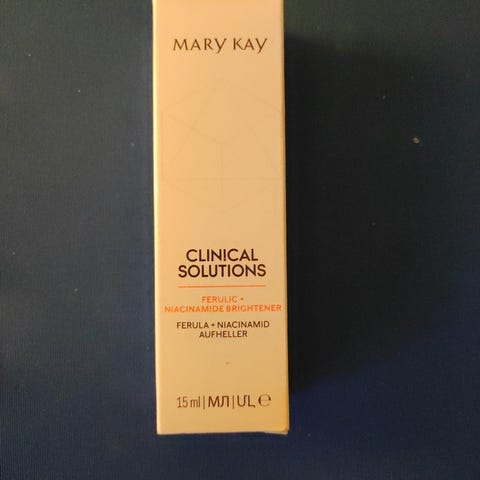 MARY KAY
CLINICAL
SOLUTIONS
FERULIC +
NIACINAMIDE BRIGHTENER
FERULA + NIACINAMID
AUFHELLER
15 ml | МЛ | ՄԼ ℮